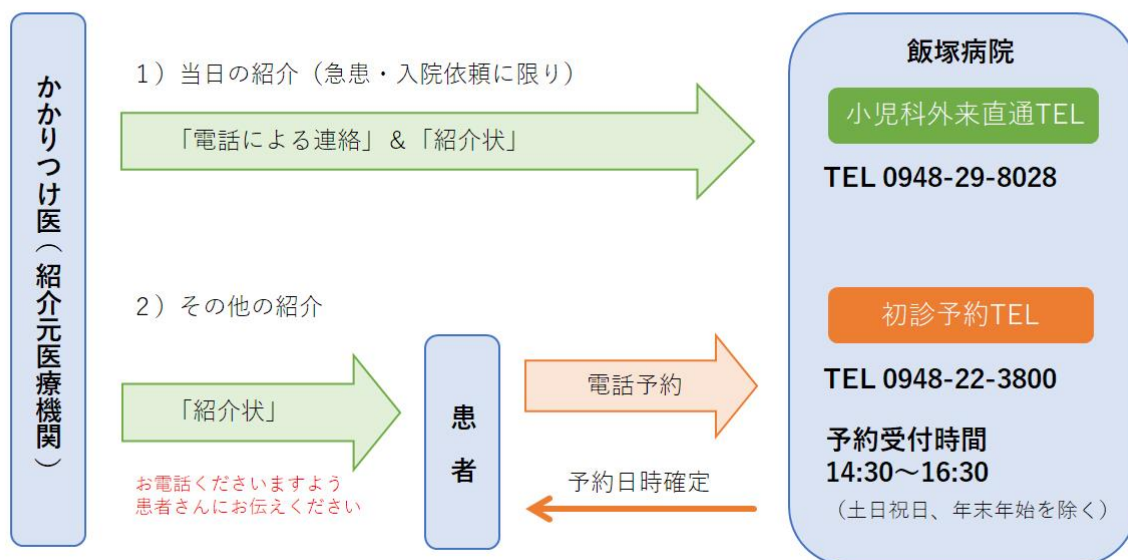 かかりつけ医（紹介元医療機関）
1）当日の紹介（急患・入院依頼に限り）
「電話による連絡」＆「紹介状」
2）その他の紹介
「紹介状」
お電話くださいますよう
患者さんにお伝えください
患者
電話予約
予約日時確定
飯塚病院
小児科外来直通TEL
TEL 0948-29-8028
初診予約TEL
TEL 0948-22-3800
予約受付時間
14:30～16:30
（土日祝日、年末年始を除く）